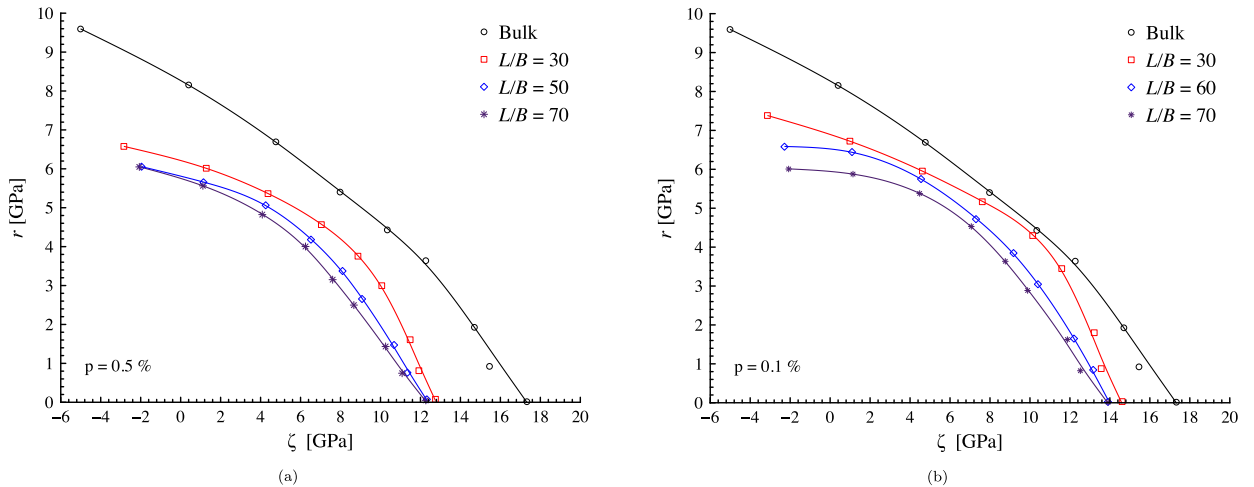 10
9
8
7
6
5
4
3
2
1
0
r [GPa]
−6 −4 −2 0 2 4 6 8 10 12 14 16 18 20
ζ [GPa]
Bulk
L/B = 30
L/B = 50
L/B = 70
p = 0.5 %
(a)
10
9
8
7
6
5
4
3
2
1
0
r [GPa]
−6 −4 −2 0 2 4 6 8 10 12 14 16 18 20
ζ [GPa]
Bulk
L/B = 30
L/B = 60
L/B = 70
p = 0.1 %
(b)